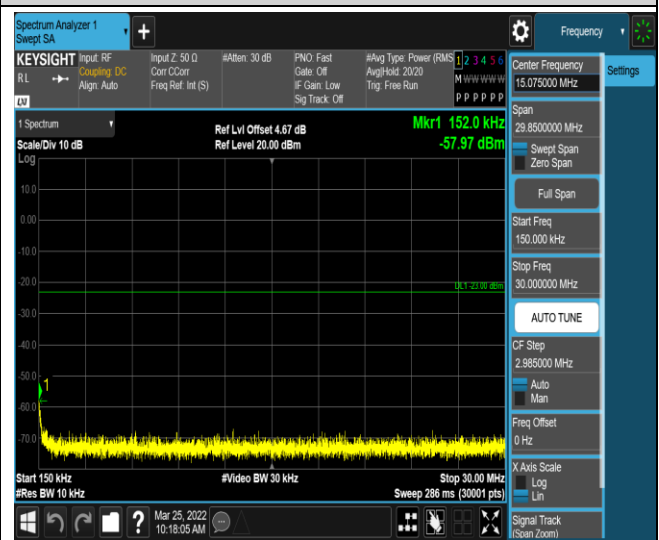 Spectrum Analyzer 1
Swept SA
Frequency
KEYSIGHT
RL
Input: RF
Coupling: DC
Align: Auto
Input Z: 50 Ω
Corr CCorr
Freq Ref: Int (S)
#Atten: 30 dB
PNO: Fast
Gate: Off
IF Gain: Low
Sig Track: Off
#Avg Type: Power (RMS
Avg|Hold: 20/20
Trig: Free Run
1 2 3 4 5 6
M W W W W W
P P P P P P
LXI
1 Spectrum
Scale/Div 10 dB
Ref Lvl Offset 4.67 dB
Ref Level 20.00 dBm
Mkr1 152.0 kHz
-57.97 dBm
Log
10.0
0.00
-10.0
-20.0
DL1 -23.00 dBm
-30.0
-40.0
-50.0
1
-60.0
-70.0
Start 150 kHz
#Res BW 10 kHz
#Video BW 30 kHz
Stop 30.00 MHz
Sweep 286 ms (30001 pts)
Mar 25, 2022
10:18:05 AM
Center Frequency
15.075000 MHz
Settings
Span
29.8500000 MHz
Swept Span
Zero Span
Full Span
Start Freq
150.000 kHz
Stop Freq
30.000000 MHz
AUTO TUNE
CF Step
2.985000 MHz
Auto
Man
Freq Offset
0 Hz
X Axis Scale
Log
Lin
Signal Track
(Span Zoom)